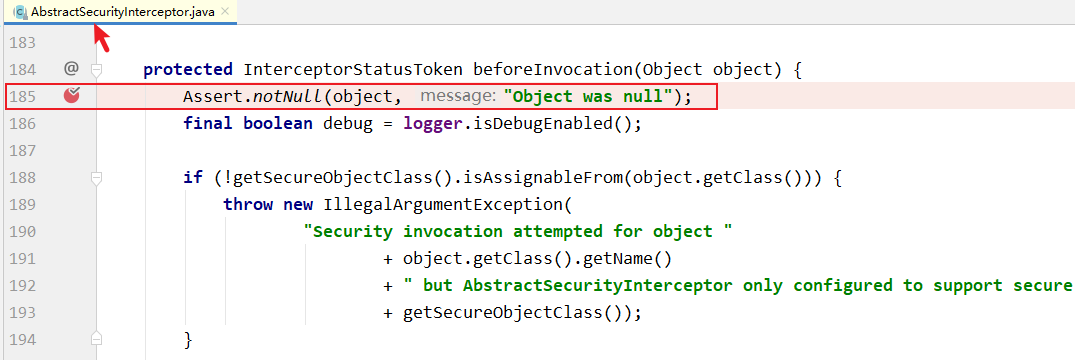 AbstractSecurityInterceptor.java ×
183
184 @ protected InterceptorStatusToken beforeInvocation(Object object) {
185 Assert.notNull(object, message: "Object was null");
186 final boolean debug = logger.isDebugEnabled();
187
188 if (!getSecureObjectClass().isAssignableFrom(object.getClass())) {
189 throw new IllegalArgumentException(
190 "Security invocation attempted for object "
191 + object.getClass().getName()
192 + " but AbstractSecurityInterceptor only configured to support secure
193 + getSecureObjectClass());
194 }